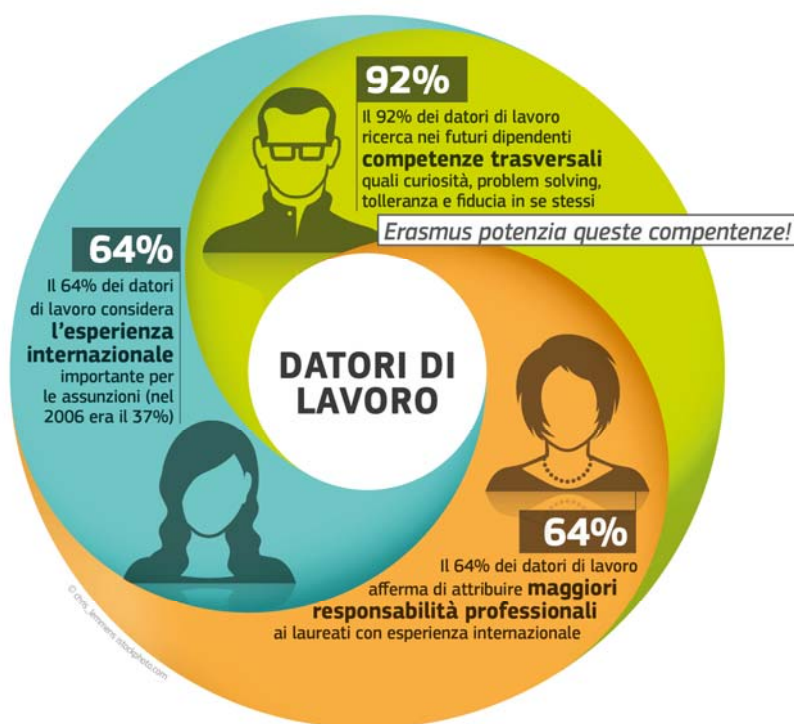 92%
Il 92% dei datori di lavoro
ricerca nei futuri dipendenti
competenze trasversali
quali curiosità, problem solving,
tolleranza e fiducia in se stessi
Erasmus potenzia queste compentenze!
64%
Il 64% dei datori
di lavoro considera
l'esperienza
internazionale
importante per
le assunzioni (nel
2006 era il 37%)
DATORI DI
LAVORO
64%
Il 64% dei datori di lavoro
afferma di attribuire maggiori
responsabilità professionali
ai laureati con esperienza internazionale
© chris_lemmens istockphoto.com